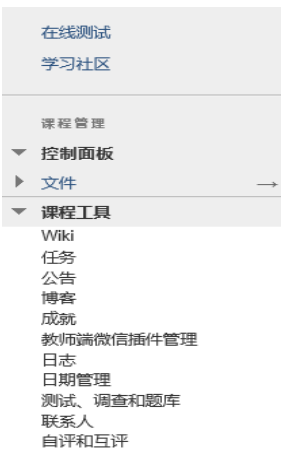 在线测试
学习社区
课程管理
控制面板
文件 →
课程工具
Wiki
任务
公告
博客
成就
教师端微信插件管理
日志
日期管理
测试、调查和题库
联系人
自评和互评